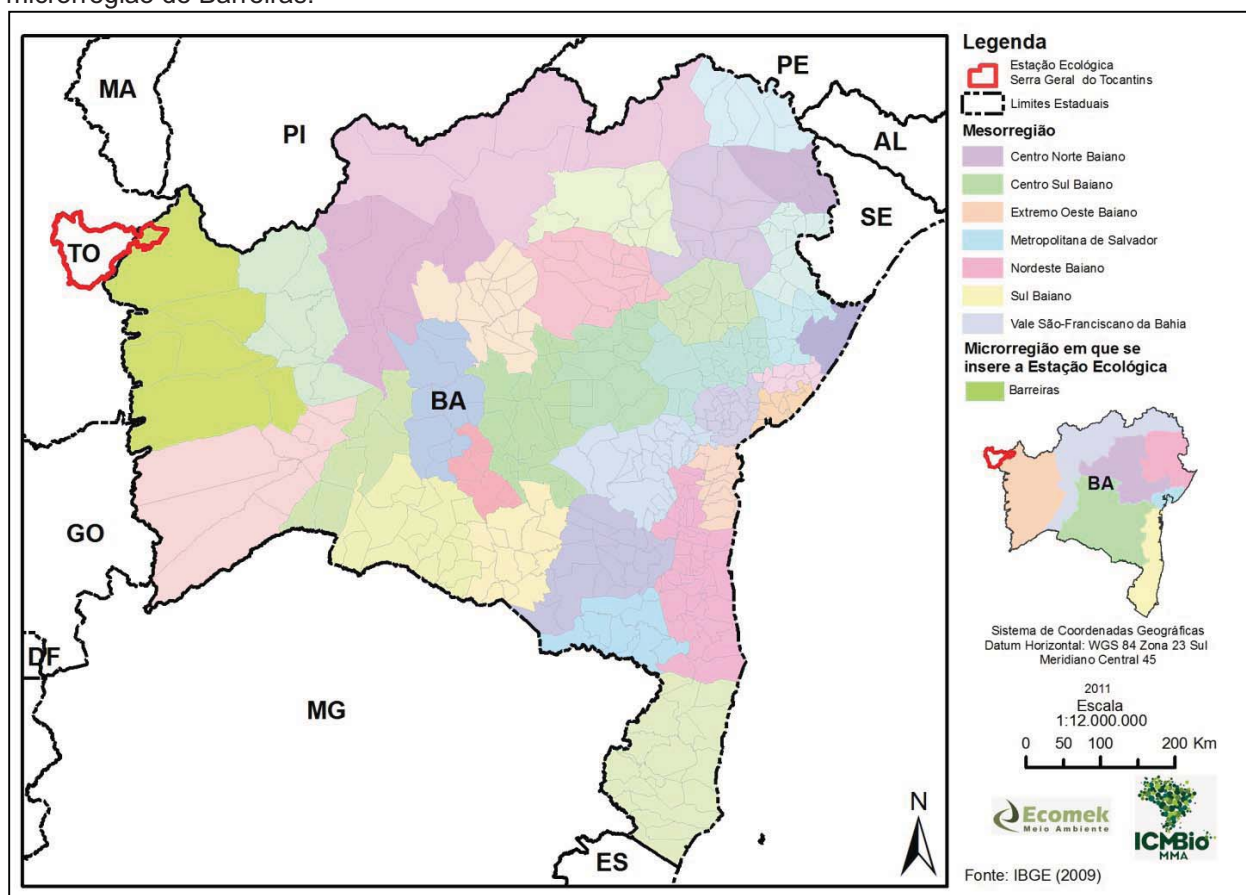 microrregião de Barreiras.
MA
PI
PE
AL
SE
TO
BA
GO
DF
MG
ES
N
Legenda
Estação Ecológica
Serra Geral do Tocantins
Limites Estaduais
Mesorregião
Centro Norte Baiano
Centro Sul Baiano
Extremo Oeste Baiano
Metropolitana de Salvador
Nordeste Baiano
Sul Baiano
Vale São-Franciscano da Bahia
Microrregião em que se
insere a Estação Ecológica
Barreiras
BA
Sistema de Coordenadas Geográficas
Datum Horizontal: WGS 84 Zona 23 Sul
Meridiano Central 45
2011
Escala
1:12.000.000
0 50 100 200 Km
Ecomek
Meio Ambiente
ICMBio
MMA
Fonte: IBGE (2009)